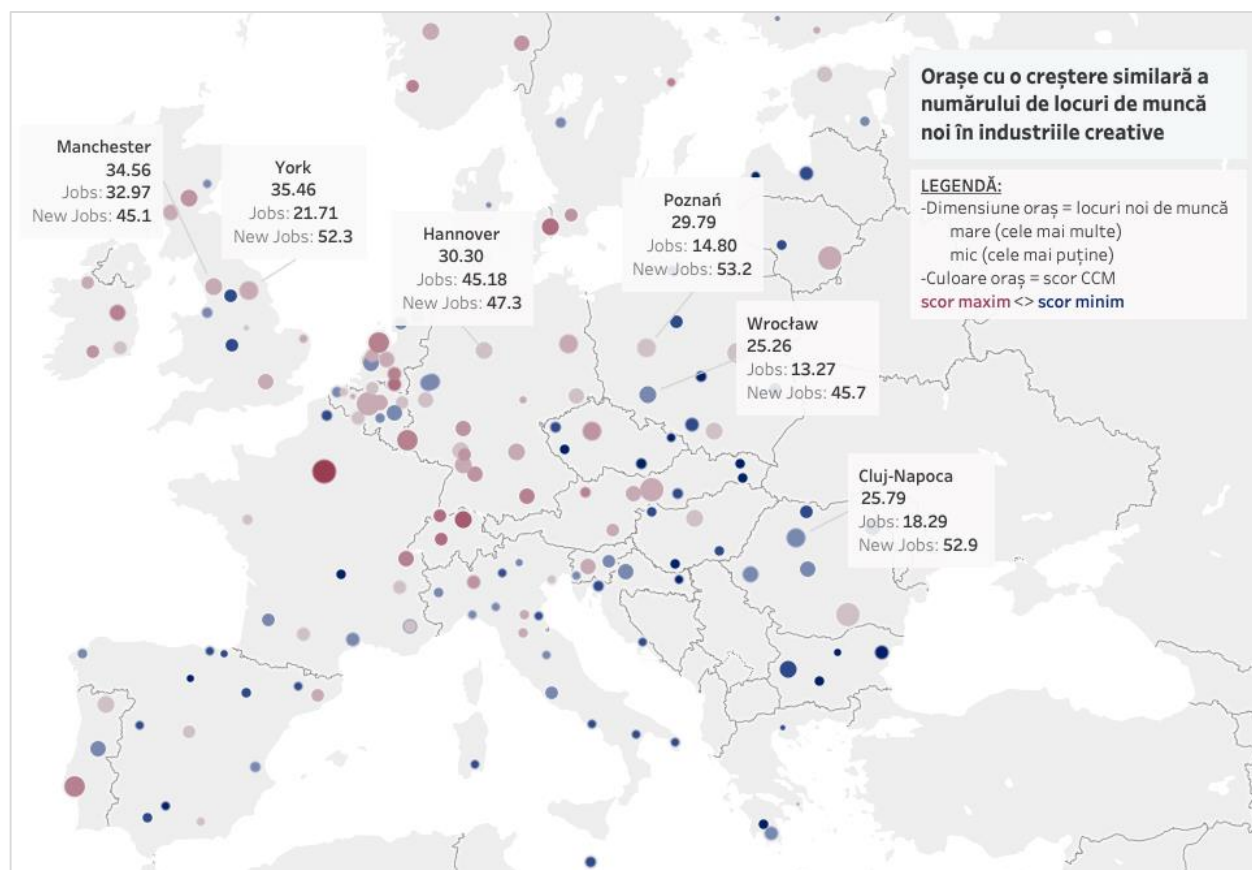 Orașe cu o creștere similară a
numărului de locuri de muncă
noi în industriile creative
LEGENDĂ:
-Dimensiune oraș = locuri noi de muncă
mare (cele mai multe)
mic (cele mai puține)
-Culoare oraș = scor CCM
scor maxim <> scor minim
Manchester
34.56
Jobs: 32.97
New Jobs: 45.1
York
35.46
Jobs: 21.71
New Jobs: 52.3
Hannover
30.30
Jobs: 45.18
New Jobs: 47.3
Poznań
29.79
Jobs: 14.80
New Jobs: 53.2
Wrocław
25.26
Jobs: 13.27
New Jobs: 45.7
Cluj-Napoca
25.79
Jobs: 18.29
New Jobs: 52.9